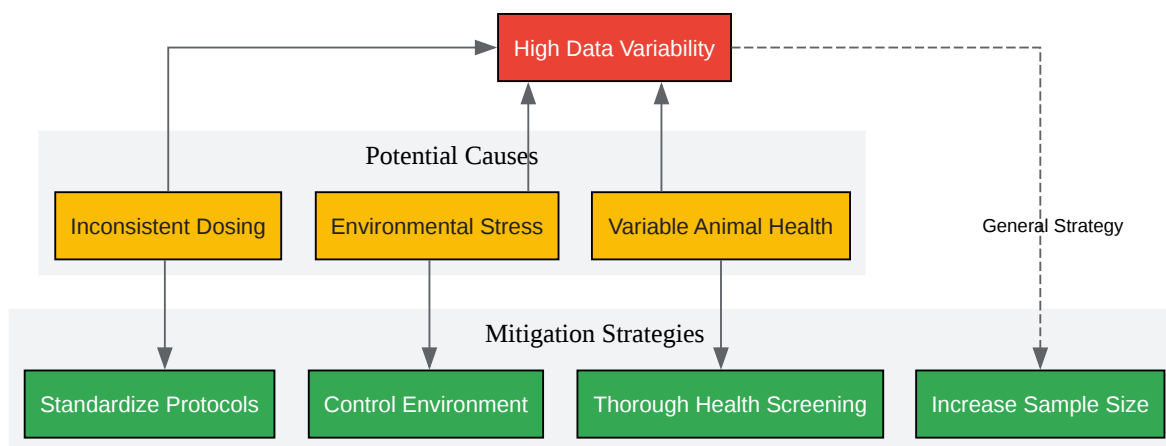 High Data Variability
Potential Causes
Inconsistent Dosing
Environmental Stress
Variable Animal Health
General Strategy
Mitigation Strategies
Standardize Protocols
Control Environment
Thorough Health Screening
Increase Sample Size